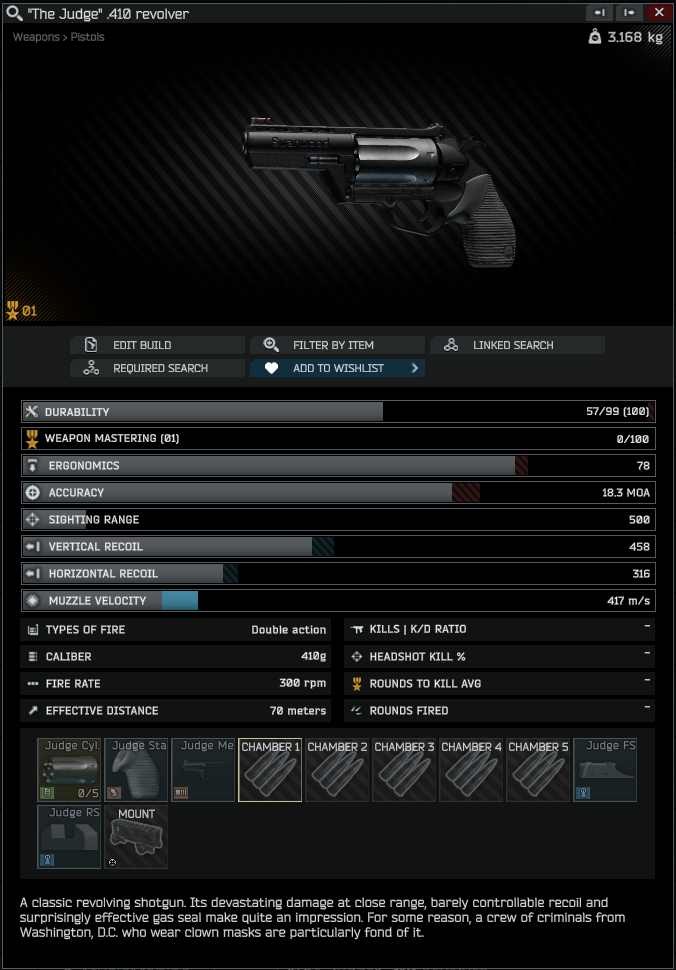 "The Judge" .410 revolver
Weapons > Pistols
3.168 kg
01
EDIT BUILD
FILTER BY ITEM
LINKED SEARCH
REQUIRED SEARCH
ADD TO WISHLIST
DURABILITY 57/99 (100)
WEAPON MASTERING (01) 0/100
ERGONOMICS 78
ACCURACY 18.3 MOA
SIGHTING RANGE 500
VERTICAL RECOIL 458
HORIZONTAL RECOIL 316
MUZZLE VELOCITY 417 m/s
TYPES OF FIRE Double action
KILLS | K/D RATIO -
CALIBER 410g
HEADSHOT KILL % -
FIRE RATE 300 rpm
ROUNDS TO KILL AVG -
EFFECTIVE DISTANCE 70 meters
ROUNDS FIRED -
Judge Cyl.
Judge Sta
Judge Me
CHAMBER 1
CHAMBER 2
CHAMBER 3
CHAMBER 4
CHAMBER 5
Judge FS
0/5
Judge RS
MOUNT
A classic revolving shotgun. Its devastating damage at close range, barely controllable recoil and
surprisingly effective gas seal make quite an impression. For some reason, a crew of criminals from
Washington, D.C. who wear clown masks are particularly fond of it.